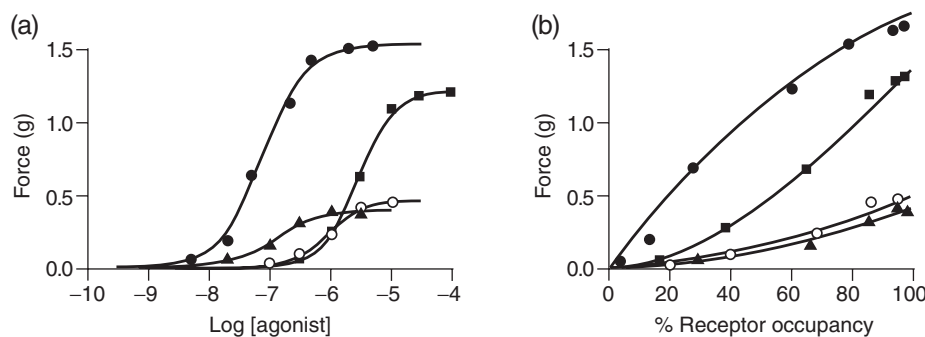 (a)
Force (g)
1.5
1.0
0.5
0.0
–10 –9 –8 –7 –6 –5 –4
Log [agonist]
(b)
Force (g)
1.5
1.0
0.5
0.0
0 20 40 60 80 100
% Receptor occupancy